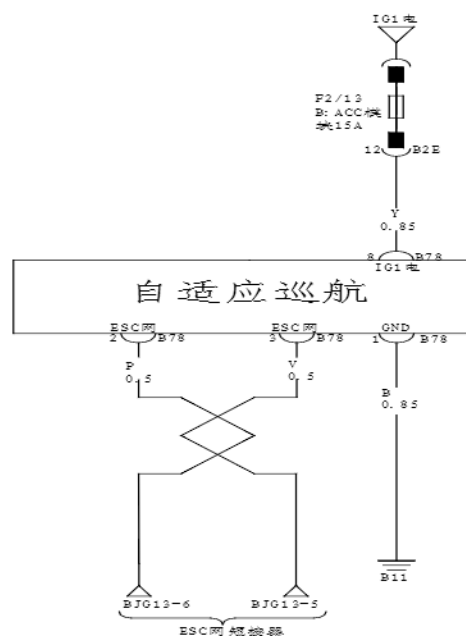 IG1电
F2/13
B: ACC模
块15A
12 B2E
Y
0.85
8 B78
IG1电
自适应巡航
ESC网 ESC网 GND
2 B78 3 B78 1 B78
P V B
0.5 0.5 0.85
B11
BJG13-6 BJG13-5
ESC网短接器